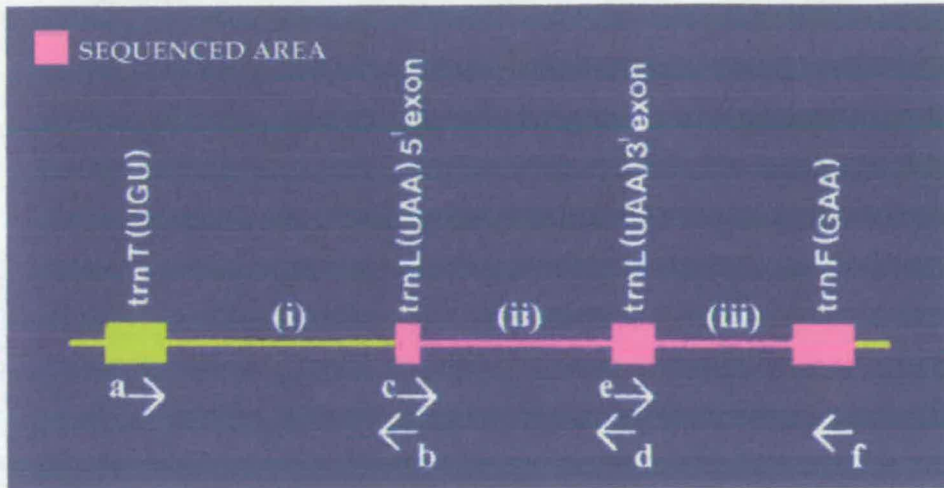 SEQUENCED AREA
trnT(UGU)
trnL(UAA)5'exon
trnL(UAA)3'exon
trnF(GAA)
(i)
(ii)
(iii)
a
c
e
b
d
f